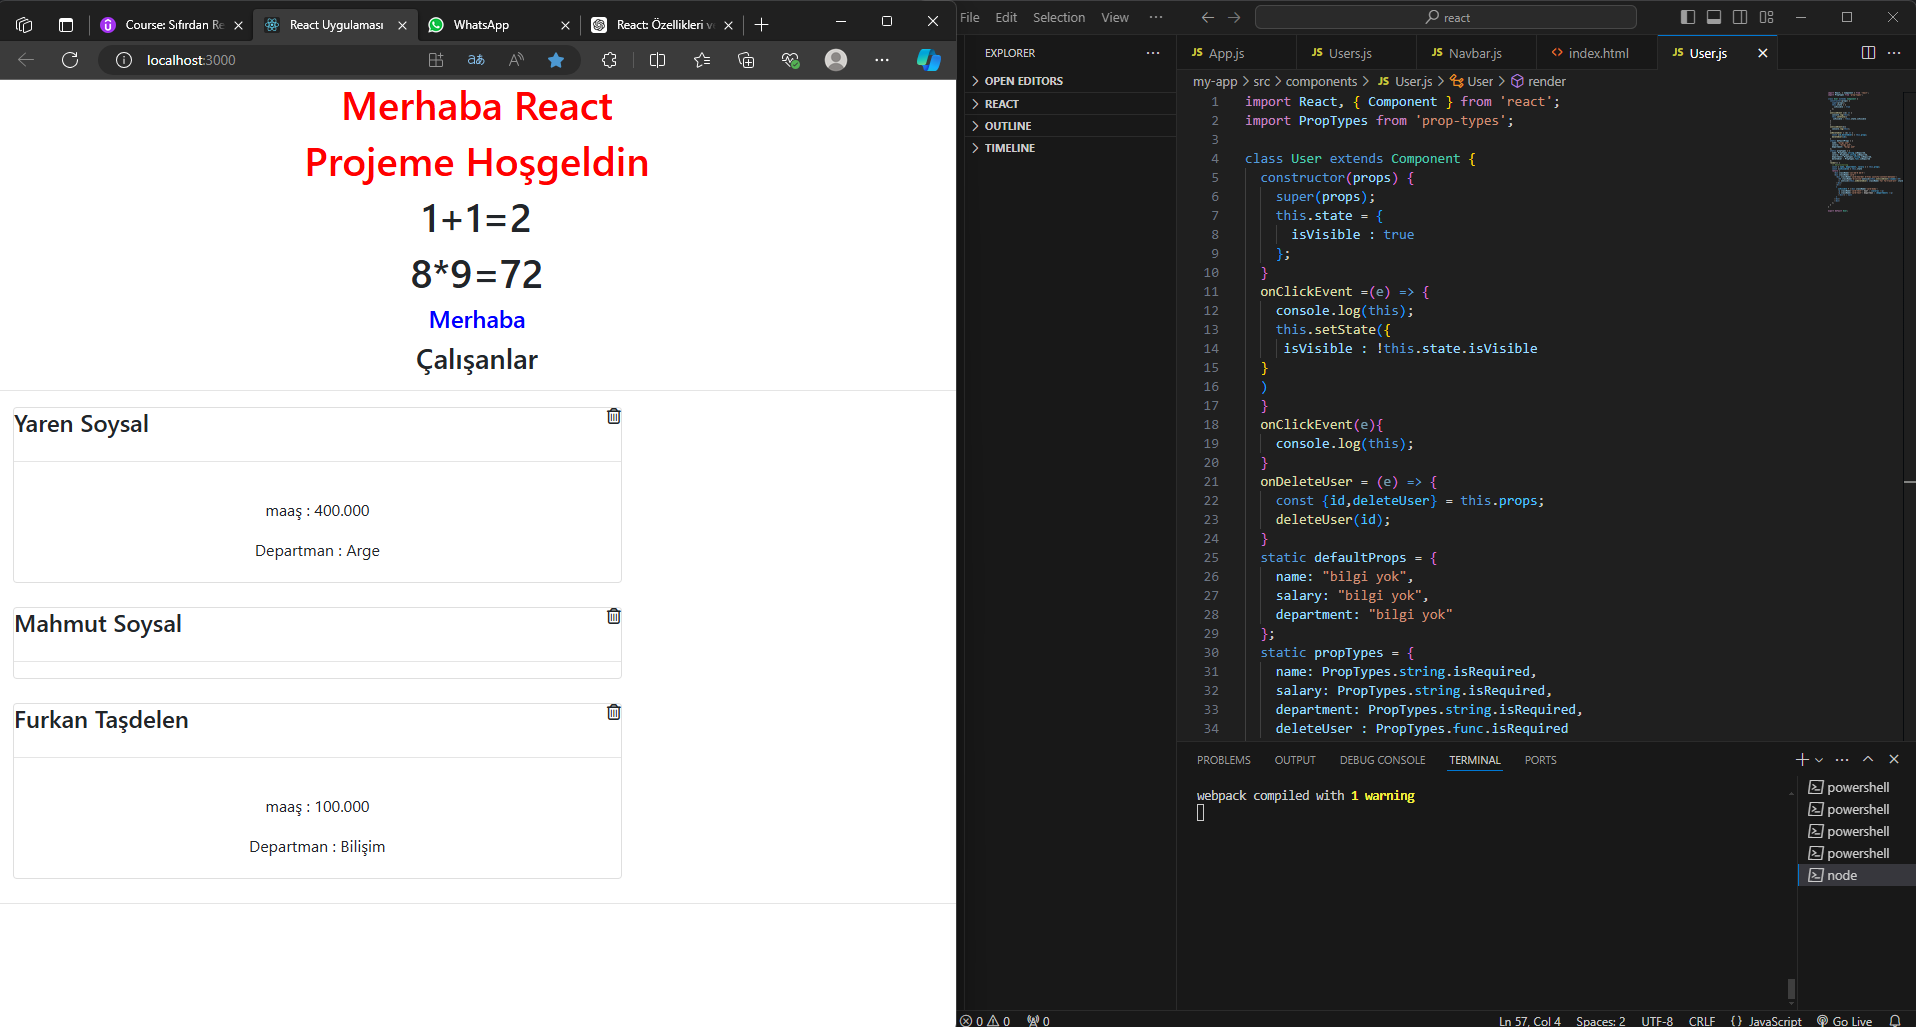 Course: Sıfırdan Re
React Uygulaması
WhatsApp
React: Özellikleri v
localhost:3000
Merhaba React
Projeme Hoşgeldin
1+1=2
8*9=72
Merhaba
Çalışanlar
Yaren Soysal
maaş : 400.000
Departman : Arge
Mahmut Soysal
Furkan Taşdelen
maaş : 100.000
Departman : Bilişim
File Edit Selection View ···
react
EXPLORER
OPEN EDITORS
REACT
OUTLINE
TIMELINE
JS App.js
JS Users.js
JS Navbar.js
<> index.html
JS User.js
my-app > src > components > JS User.js > User > render
1 import React, { Component } from 'react';
2 import PropTypes from 'prop-types';
3
4 class User extends Component {
5 constructor(props) {
6 super(props);
7 this.state = {
8 isVisible : true
9 };
10 }
11 onClickEvent =(e) => {
12 console.log(this);
13 this.setState({
14 isVisible : !this.state.isVisible
15 }
16 )
17 }
18 onClickEvent(e){
19 console.log(this);
20 }
21 onDeleteUser = (e) => {
22 const {id,deleteUser} = this.props;
23 deleteUser(id);
24 }
25 static defaultProps = {
26 name: "bilgi yok",
27 salary: "bilgi yok",
28 department: "bilgi yok"
29 };
30 static propTypes = {
31 name: PropTypes.string.isRequired,
32 salary: PropTypes.string.isRequired,
33 department: PropTypes.string.isRequired,
34 deleteUser : PropTypes.func.isRequired
PROBLEMS OUTPUT DEBUG CONSOLE TERMINAL PORTS
webpack compiled with 1 warning
powershell
powershell
powershell
powershell
node
0 0 0
Ln 57, Col 4 Spaces: 2 UTF-8 CRLF {} JavaScript Go Live